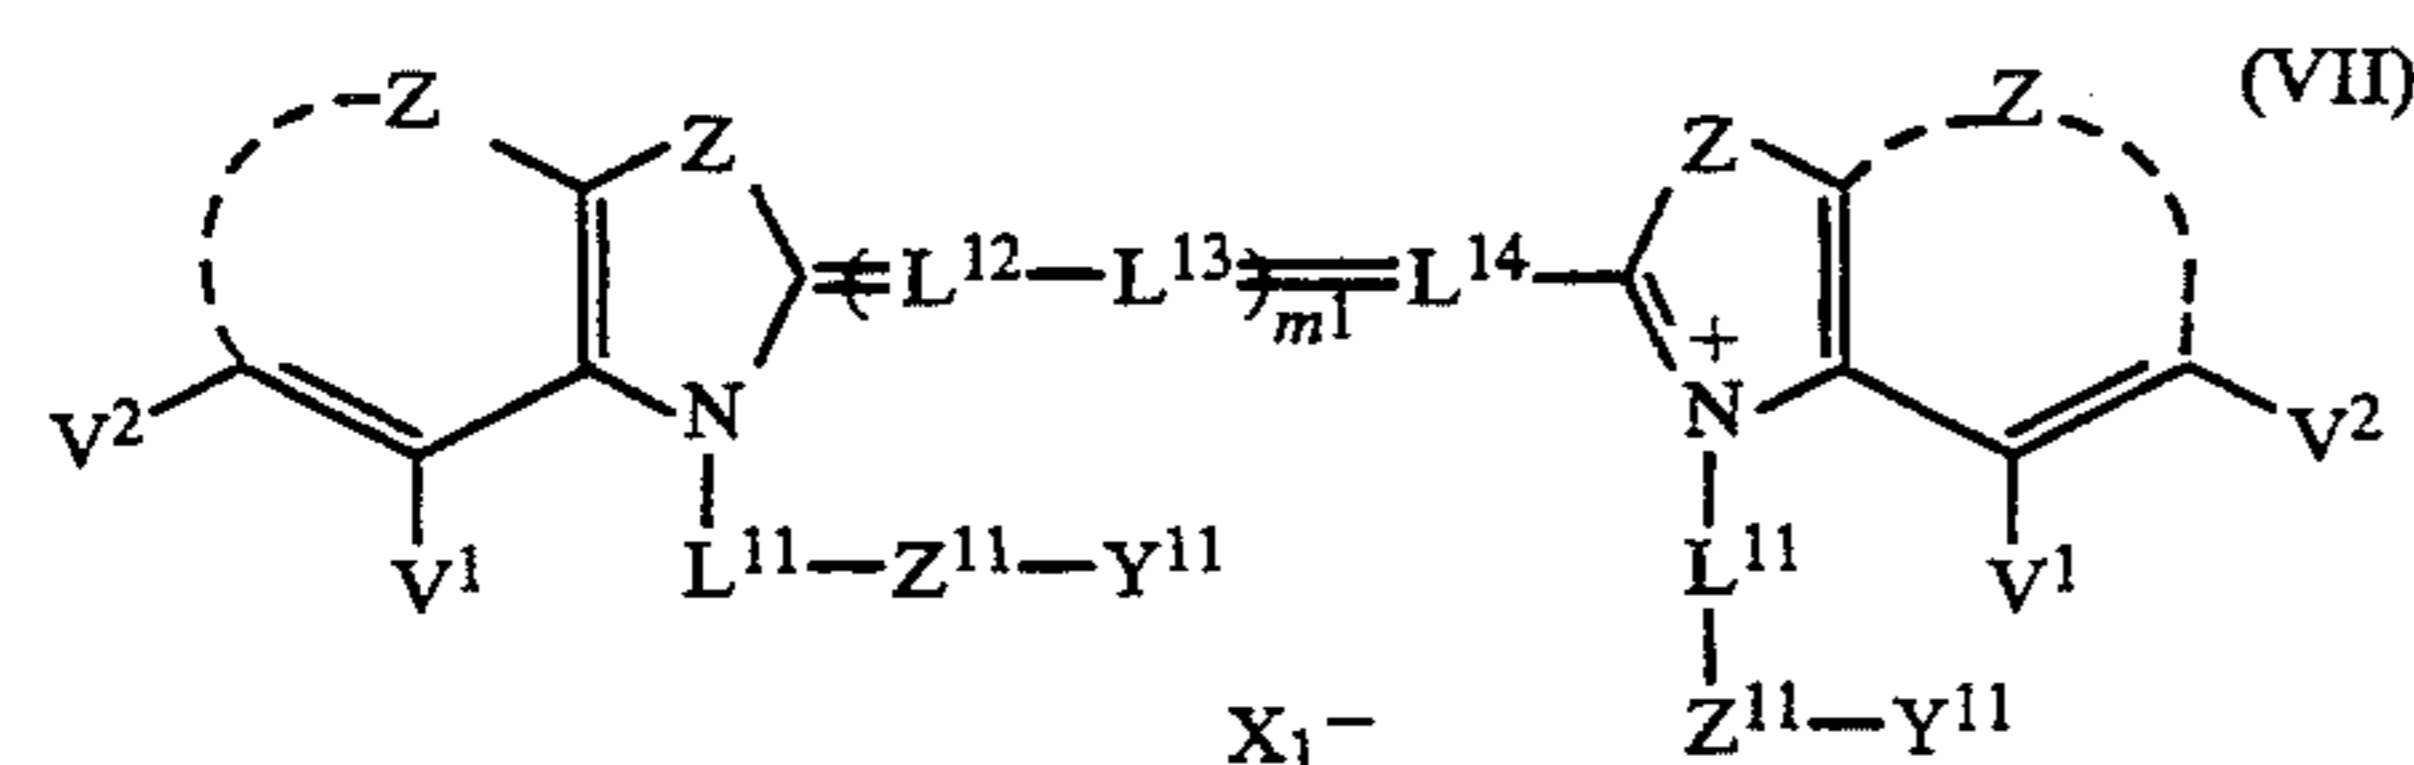 (VII)
Z Z Z Z
=(L¹²—L¹³)m¹=L¹⁴—
N N+
V² V²
V¹ L¹¹—Z¹¹—Y¹¹ L¹¹ V¹
X₁⁻ Z¹¹—Y¹¹